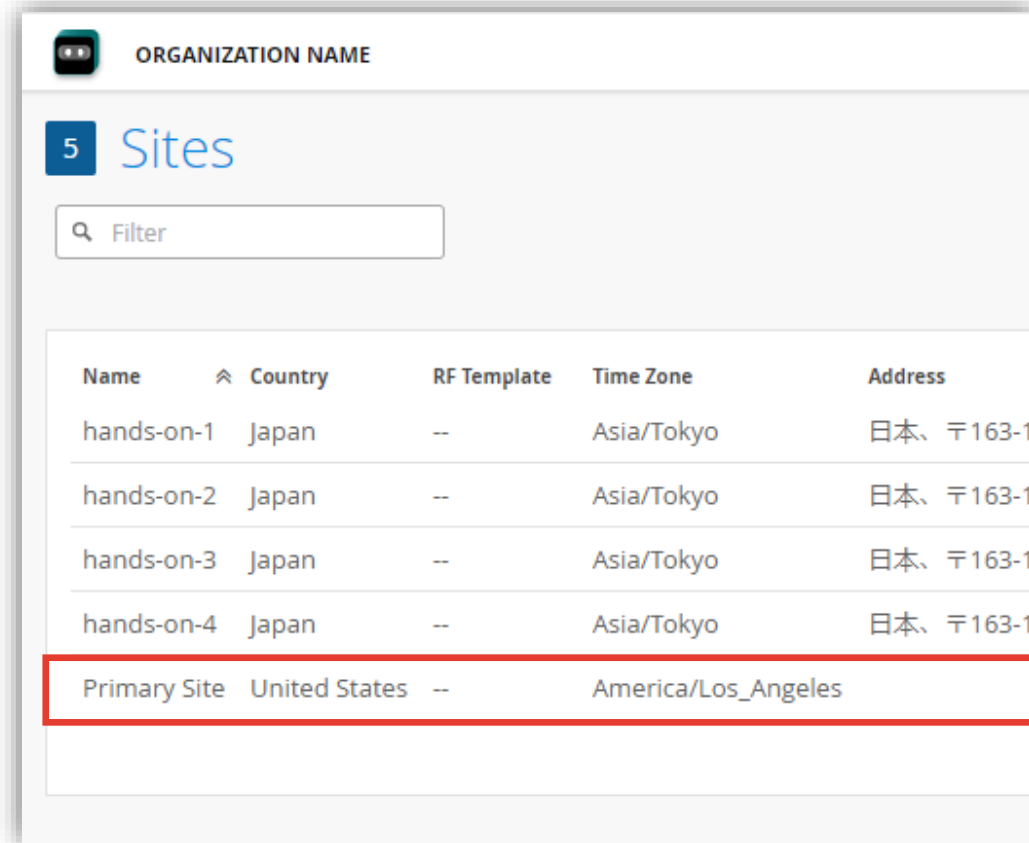 ORGANIZATION NAME
5 Sites
Filter
Name Country RF Template Time Zone Address
hands-on-1 Japan -- Asia/Tokyo 日本、〒163-1
hands-on-2 Japan -- Asia/Tokyo 日本、〒163-1
hands-on-3 Japan -- Asia/Tokyo 日本、〒163-1
hands-on-4 Japan -- Asia/Tokyo 日本、〒163-1
Primary Site United States -- America/Los_Angeles